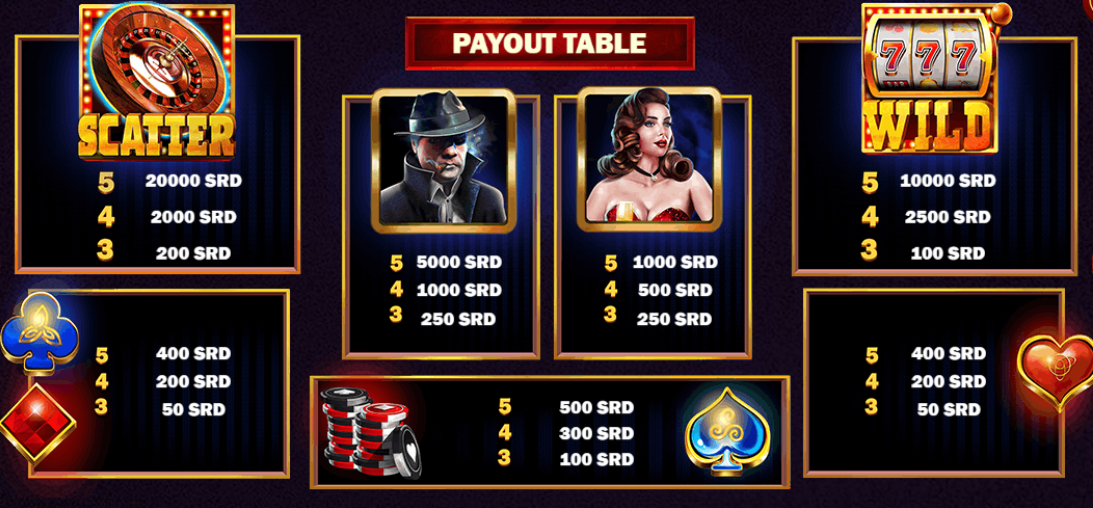 PAYOUT TABLE
SCATTER
5 20000 SRD
4 2000 SRD
3 200 SRD
5 5000 SRD
4 1000 SRD
3 250 SRD
5 1000 SRD
4 500 SRD
3 250 SRD
777
WILD
5 10000 SRD
4 2500 SRD
3 100 SRD
5 400 SRD
4 200 SRD
3 50 SRD
5 500 SRD
4 300 SRD
3 100 SRD
5 400 SRD
4 200 SRD
3 50 SRD